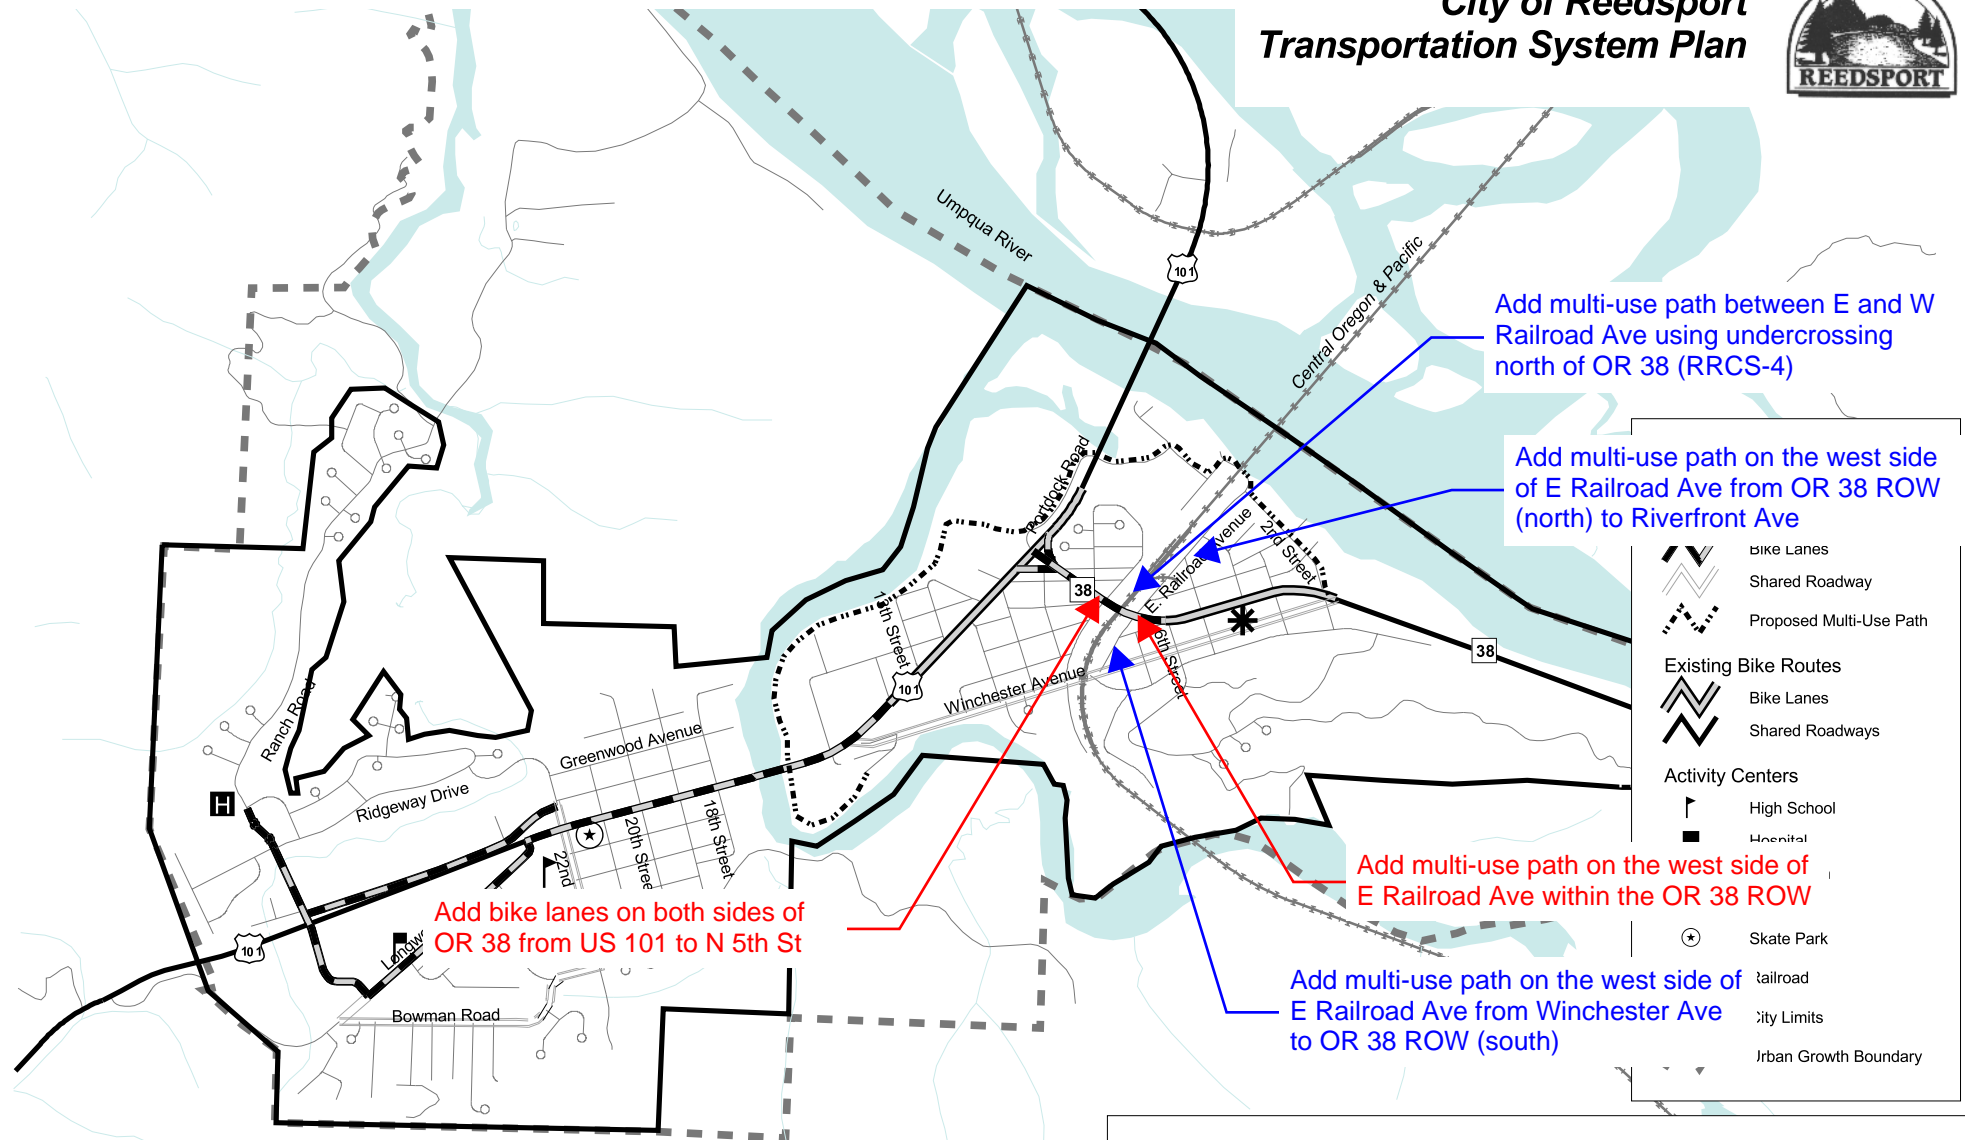 City of Reedsport
Transportation System Plan
REEDSPORT
Umpqua River
101
Central Oregon & Pacific
Add multi-use path between E and W
Railroad Ave using undercrossing
north of OR 38 (RRCS-4)
Add multi-use path on the west side
of E Railroad Ave from OR 38 ROW
(north) to Riverfront Ave
Portdock Road
E. Railroad Avenue
2nd Street
38
13th Street
6th Street
38
101
Winchester Avenue
Ranch Road
Greenwood Avenue
Ridgeway Drive
H
20th Stree
18th Street
22nd
Bike Lanes
Shared Roadway
Proposed Multi-Use Path
Existing Bike Routes
Bike Lanes
Shared Roadways
Activity Centers
High School
Hospital
Skate Park
Railroad
City Limits
Urban Growth Boundary
Add multi-use path on the west side of
E Railroad Ave within the OR 38 ROW
Add bike lanes on both sides of
OR 38 from US 101 to N 5th St
101
Longw
Bowman Road
Add multi-use path on the west side of
E Railroad Ave from Winchester Ave
to OR 38 ROW (south)